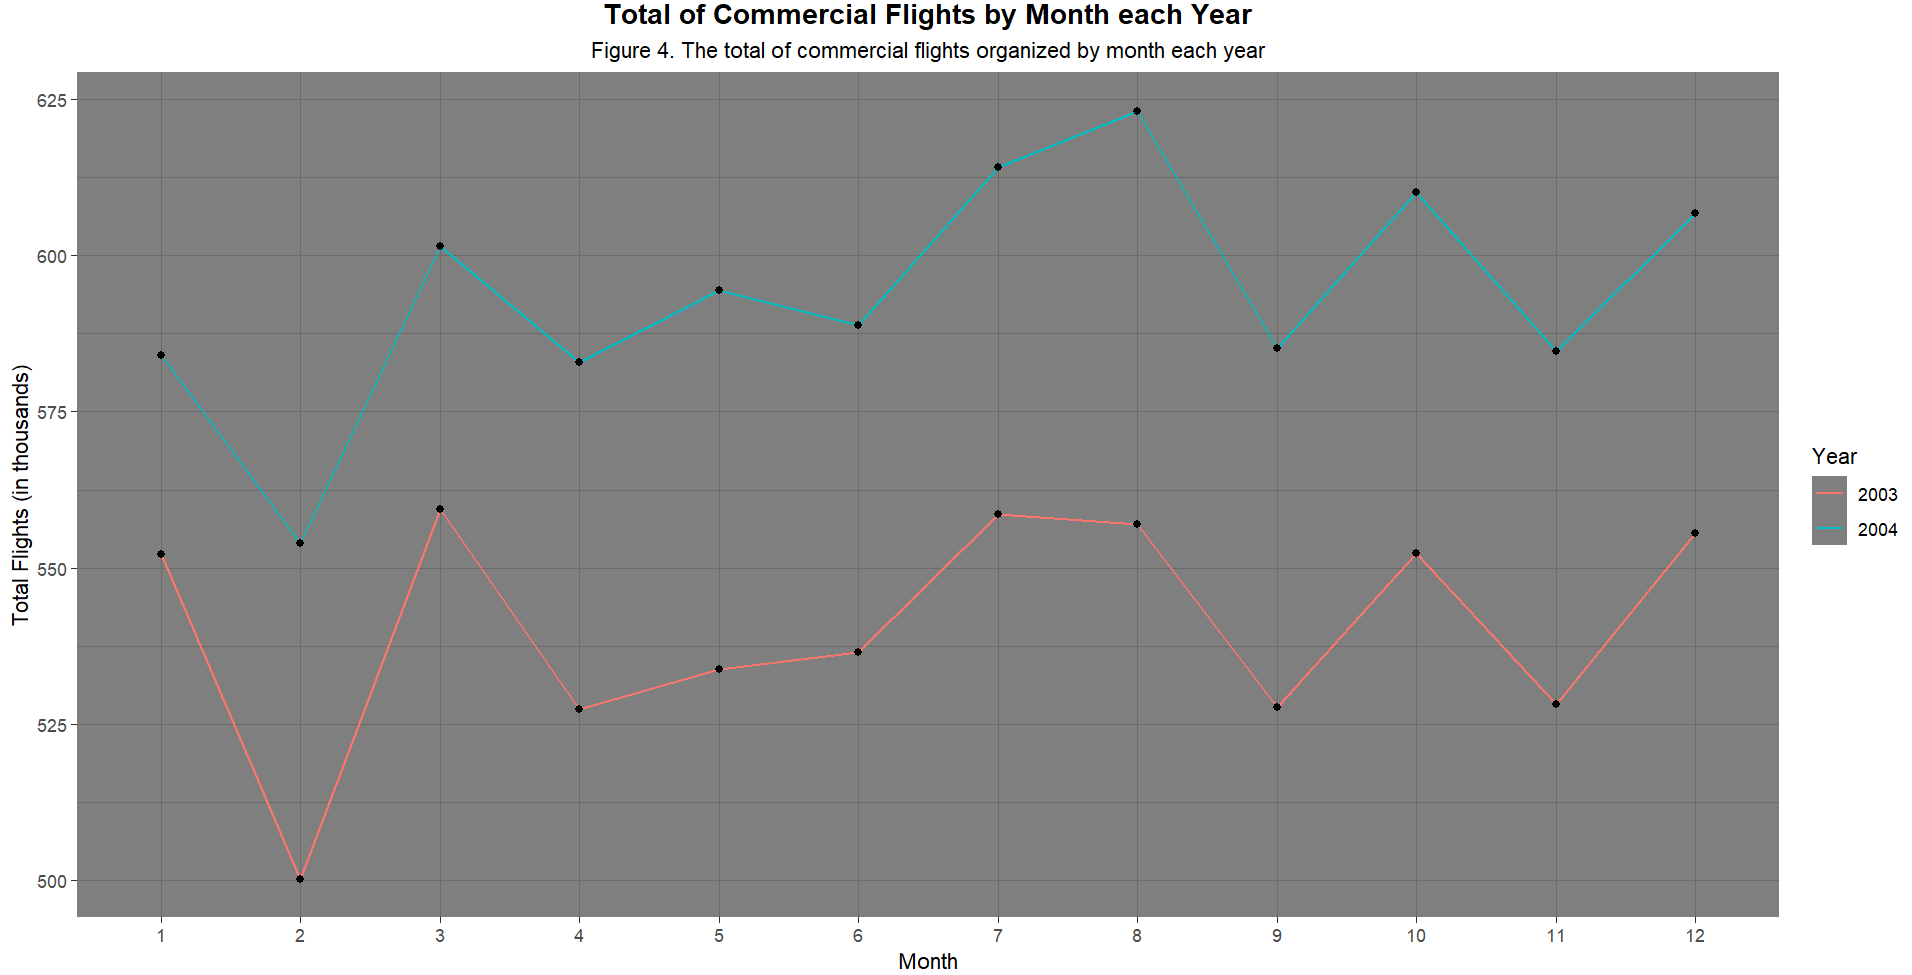 Total of Commercial Flights by Month each Year
Figure 4. The total of commercial flights organized by month each year
Total Flights (in thousands)
625
600
575
550
525
500
1 2 3 4 5 6 7 8 9 10 11 12
Month
Year
2003
2004